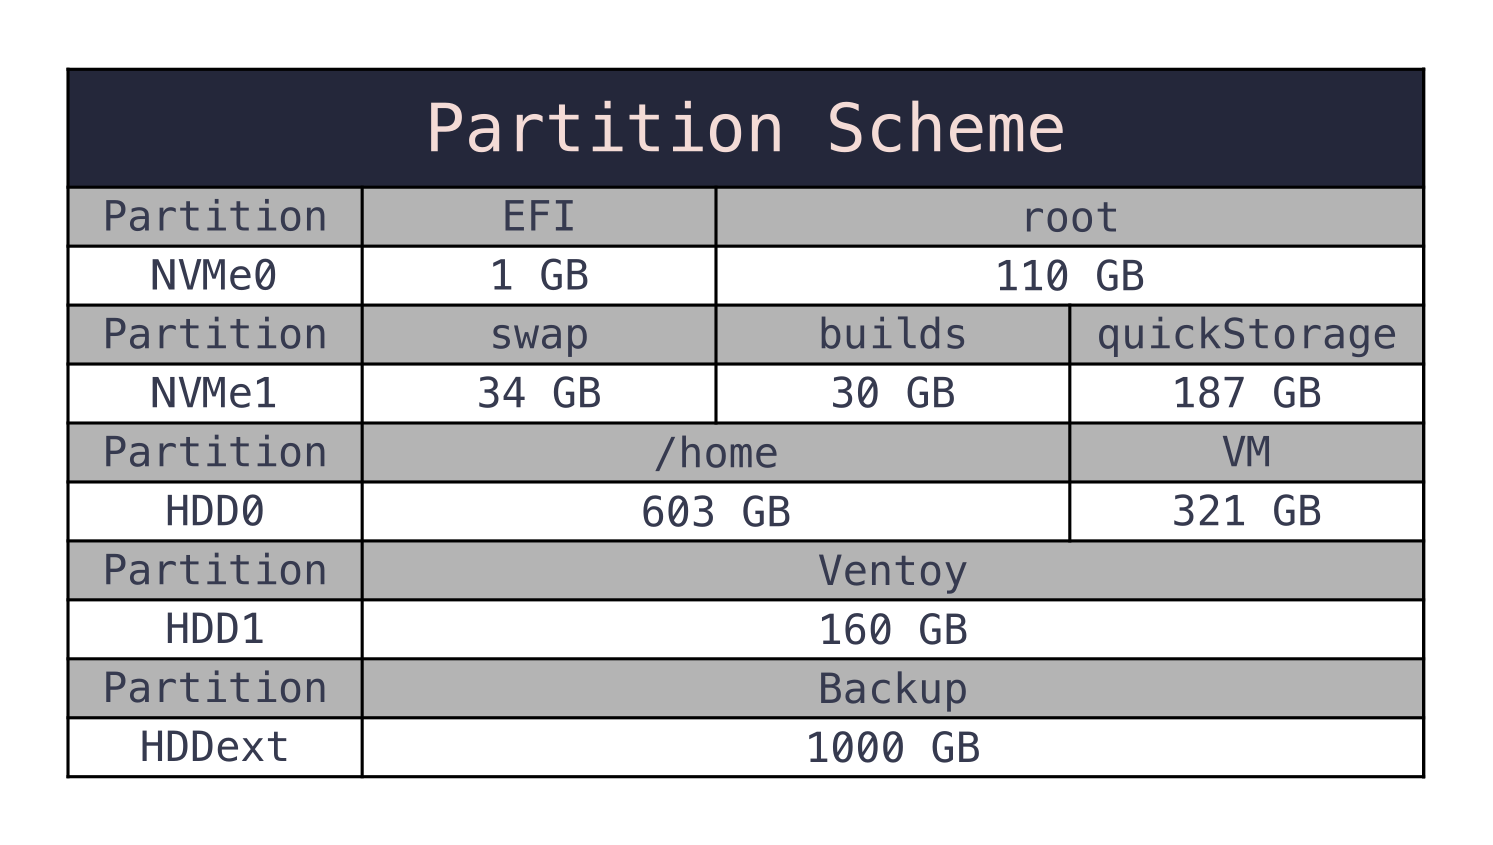 Partition Scheme
Partition EFI root
NVMe0 1 GB 110 GB
Partition swap builds quickStorage
NVMe1 34 GB 30 GB 187 GB
Partition /home VM
HDD0 603 GB 321 GB
Partition Ventoy
HDD1 160 GB
Partition Backup
HDDext 1000 GB